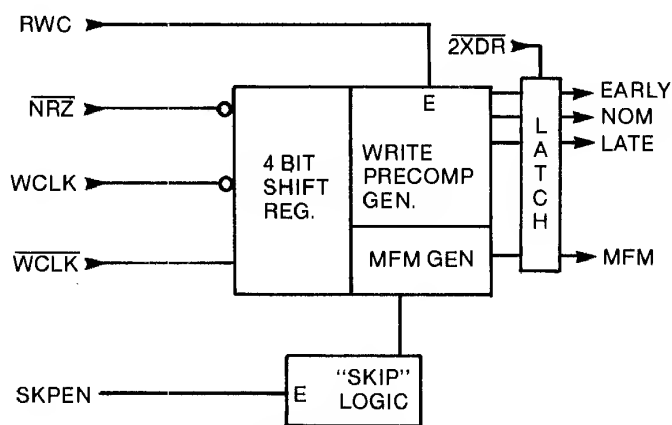 RWC
2XDR
NRZ
WCLK
WCLK
SKPEN
4 BIT
SHIFT
REG.
E
WRITE
PRECOMP
GEN.
MFM GEN
LATCH
EARLY
NOM
LATE
MFM
E
"SKIP"
LOGIC